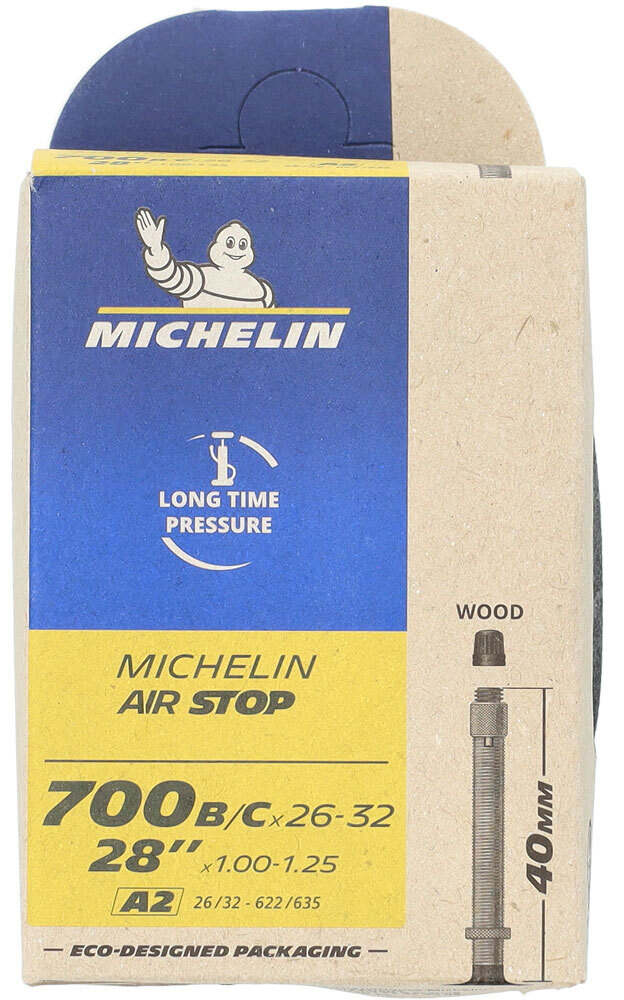 MICHELIN
LONG TIME
PRESSURE
MICHELIN
AIR STOP
700B/C x 26-32
28" x 1.00-1.25
A2 26/32 - 622/635
— ECO-DESIGNED PACKAGING —
WOOD
40MM